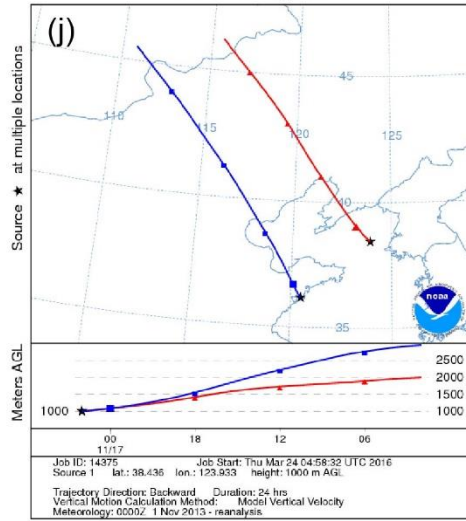 (j)
Source ★ at multiple locations
45
110
115
120
125
40
35
noaa
Meters AGL
2500
2000
1500
1000
1000
00
18
12
06
11/17
Job ID: 14375 Job Start: Thu Mar 24 04:58:32 UTC 2016
Source 1 lat.: 38.436 lon.: 123.933 height: 1000 m AGL
Trajectory Direction: Backward Duration: 24 hrs
Vertical Motion Calculation Method: Model Vertical Velocity
Meteorology: 0000Z 1 Nov 2013 - reanalysis